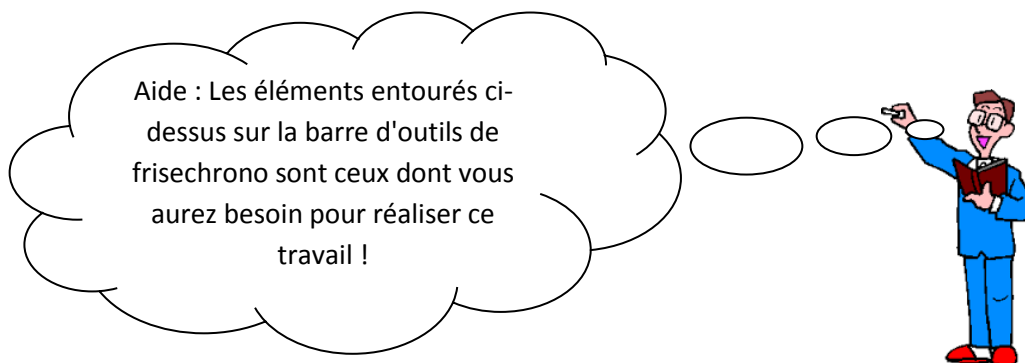 Aide : Les éléments entourés ci-
dessus sur la barre d'outils de
frisechrono sont ceux dont vous
aurez besoin pour réaliser ce
travail !